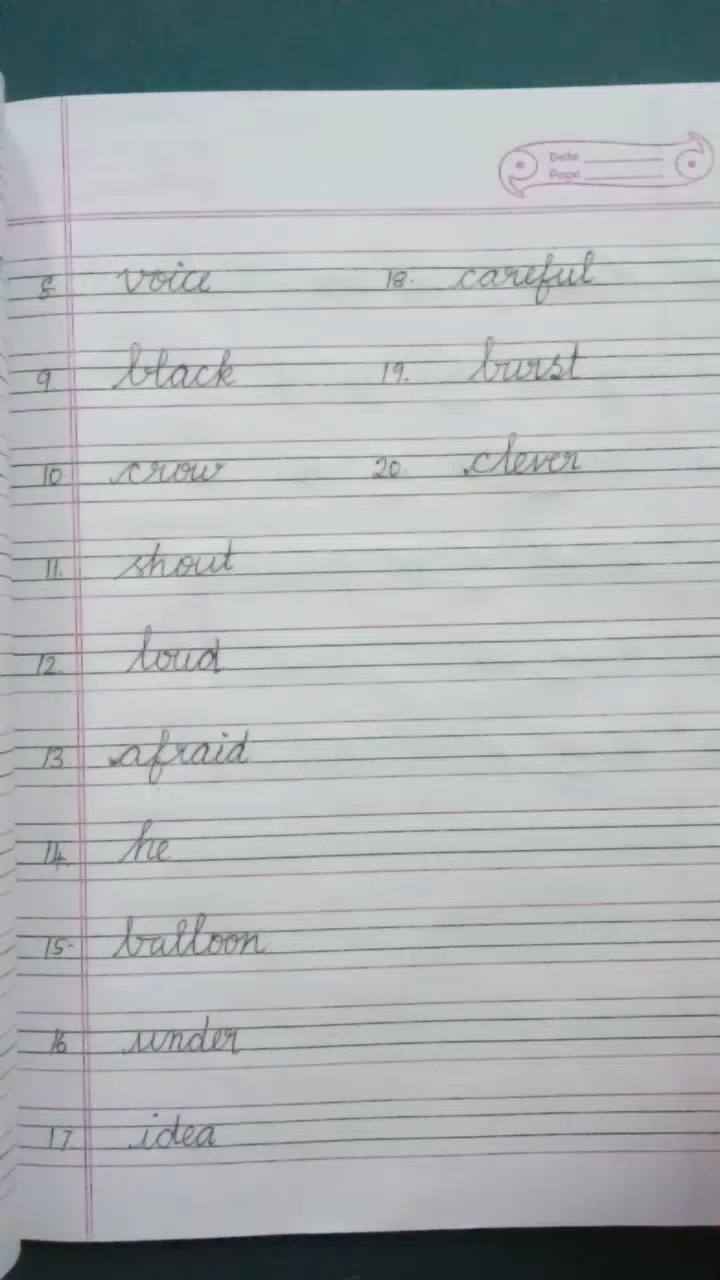 Date
Page
8 voice 18. careful
9 black 19. burst
10 crow 20 clever
11. shout
12. loud
13 afraid
14. he
15. balloon
16 under
17 idea